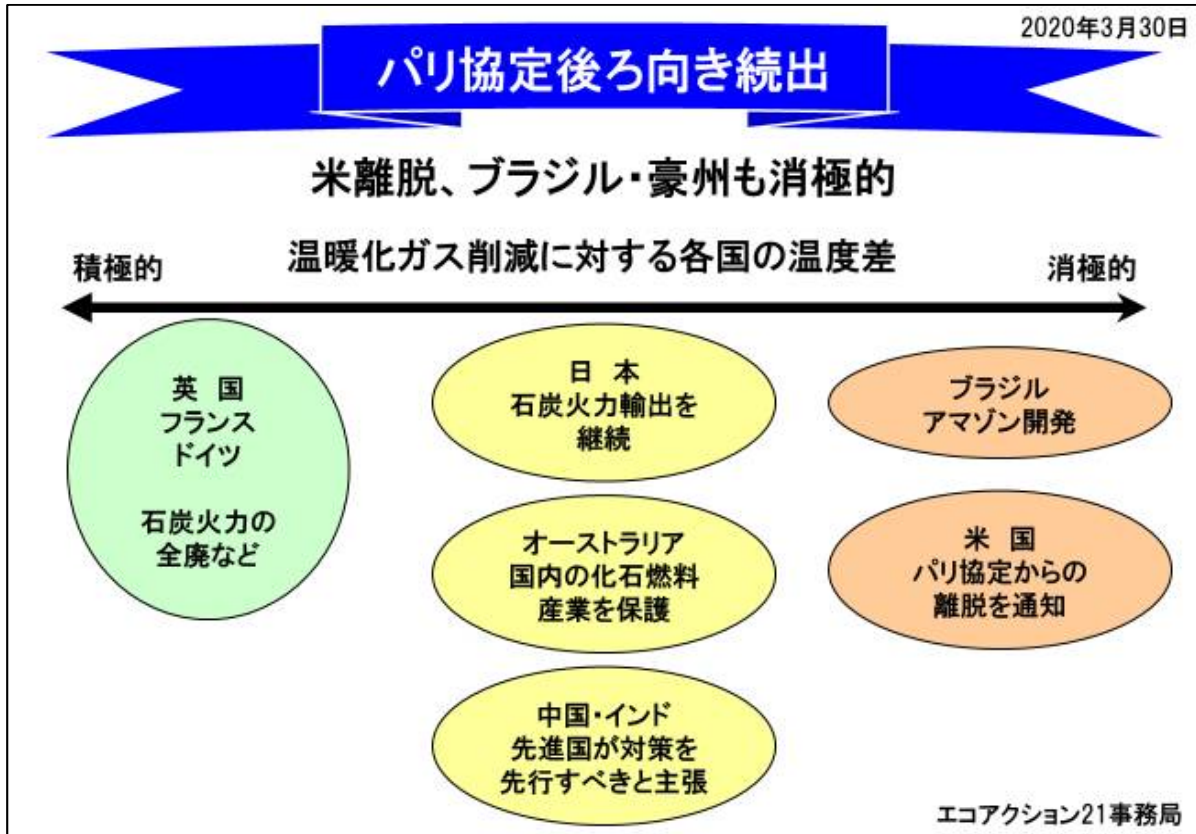 2020年3月30日
パリ協定後ろ向き続出
米離脱、ブラジル・豪州も消極的
温暖化ガス削減に対する各国の温度差
積極的
消極的
英　国
フランス
ドイツ
石炭火力の
全廃など
日　本
石炭火力輸出を
継続
オーストラリア
国内の化石燃料
産業を保護
中国・インド
先進国が対策を
先行すべきと主張
ブラジル
アマゾン開発
米　国
パリ協定からの
離脱を通知
エコアクション21事務局